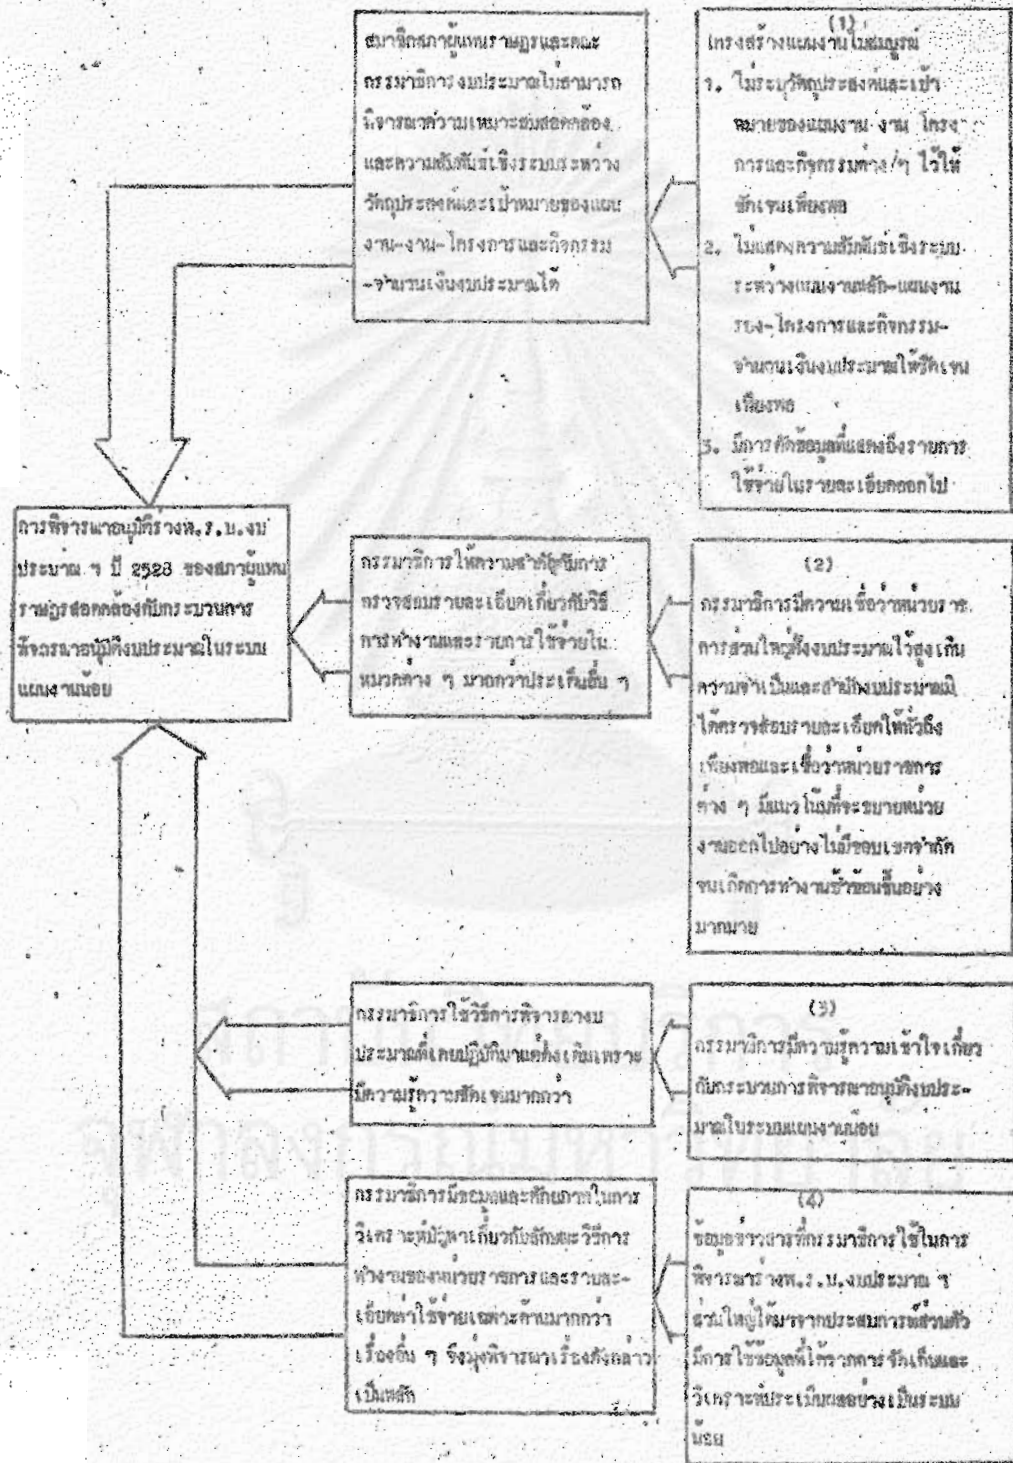 สมาชิกสภาผู้แทนราษฎรและคณะ
กรรมาธิการงบประมาณไม่สามารถ
พิจารณาความเหมาะสมสอดคล้อง
และความสัมพันธ์เชิงระบบระหว่าง
วัตถุประสงค์และเป้าหมายของแผน
งาน-งาน-โครงการและกิจกรรม
-จำนวนเงินงบประมาณได้
(1)
โครงสร้างแผนงานไม่สมบูรณ์
1. ไม่ระบุวัตถุประสงค์และเป้า
หมายของแผนงาน งาน โครง
การและกิจกรรมต่าง ๆ ไว้ให้
ชัดเจนเพียงพอ
2. ไม่แสดงความสัมพันธ์เชิงระบบ
ระหว่างแผนงานหลัก-แผนงาน
รอง-โครงการและกิจกรรม-
จำนวนเงินงบประมาณให้ชัดเจน
เพียงพอ
3. มีการตัดข้อมูลที่แสดงถึงรายการ
ใช้จ่ายในรายละเอียดออกไป
การพิจารณาอนุมัติร่างพ.ร.บ.งบ
ประมาณ ฯ ปี 2528 ของสภาผู้แทน
ราษฎรสอดคล้องกับกระบวนการ
พิจารณาอนุมัติงบประมาณในระบบ
แผนงานน้อย
กรรมาธิการให้ความสำคัญกับการ
ตรวจสอบรายละเอียดเกี่ยวกับวิธี
การทำงานและรายการใช้จ่ายใน
หมวดต่าง ๆ มากกว่าประเด็นอื่น ๆ
(2)
กรรมาธิการมีความเชื่อว่าหน่วยราช
การส่วนใหญ่ตั้งงบประมาณไว้สูงเกิน
ความจำเป็นและสำนักงบประมาณมิ
ได้ตรวจสอบรายละเอียดให้ทั่วถึง
เพียงพอและเชื่อว่าหน่วยราชการ
ต่าง ๆ มีแนวโน้มที่จะขยายหน่วย
งานออกไปอย่างไม่มีขอบเขตจำกัด
จนเกิดการทำงานซ้ำซ้อนขึ้นอย่าง
มากมาย
กรรมาธิการใช้วิธีการพิจารณางบ
ประมาณที่เคยปฏิบัติมาแต่ดั้งเดิมเพราะ
มีความรู้ความชัดเจนมากกว่า
(3)
กรรมาธิการมีความรู้ความเข้าใจเกี่ยว
กับกระบวนการพิจารณาอนุมัติงบประ-
มาณในระบบแผนงานน้อย
กรรมาธิการมีข้อมูลและศักยภาพในการ
วิเคราะห์ปัญหาเกี่ยวกับลักษณะวิธีการ
ทำงานของหน่วยราชการและรายละ-
เอียดค่าใช้จ่ายเฉพาะด้านมากกว่า
เรื่องอื่น ๆ จึงมุ่งพิจารณาเรื่องดังกล่าว
เป็นหลัก
(4)
ข้อมูลข่าวสารที่กรรมาธิการใช้ในการ
พิจารณาร่างพ.ร.บ.งบประมาณ ฯ
ส่วนใหญ่ได้มาจากประสบการณ์ส่วนตัว
มีการใช้ข้อมูลที่ได้จากการจัดเก็บและ
วิเคราะห์ประเมินผลอย่างเป็นระบบ
น้อย